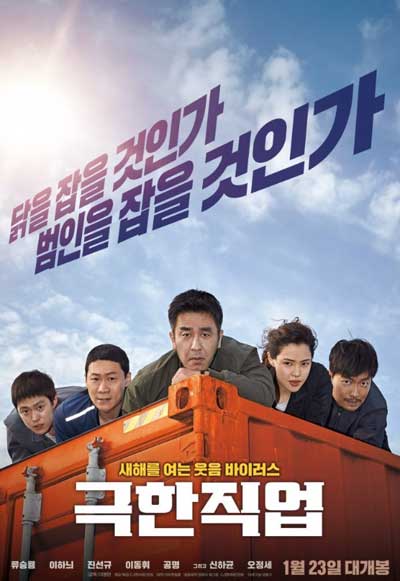 닭을 잡을 것인가
범인을 잡을 것인가
새해를 여는 웃음 바이러스
극한직업
류승룡 이하늬 진선규 이동휘 공명 그리고 신하균 오정세
1월 23일 대개봉